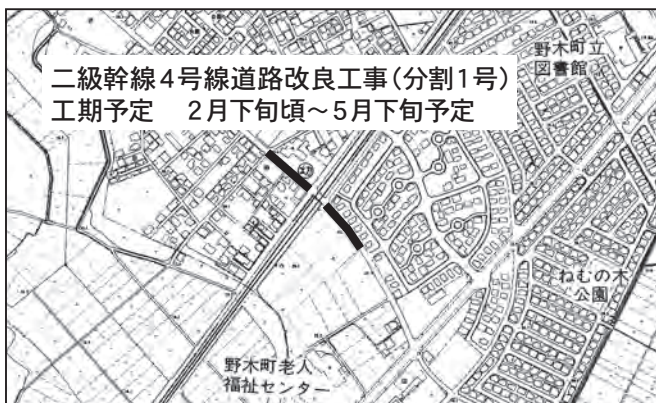 二級幹線4号線道路改良工事(分割1号)
工期予定 2月下旬頃~5月下旬予定
野木町立
図書館
ねむの木
公園
野木町老人
福祉センター